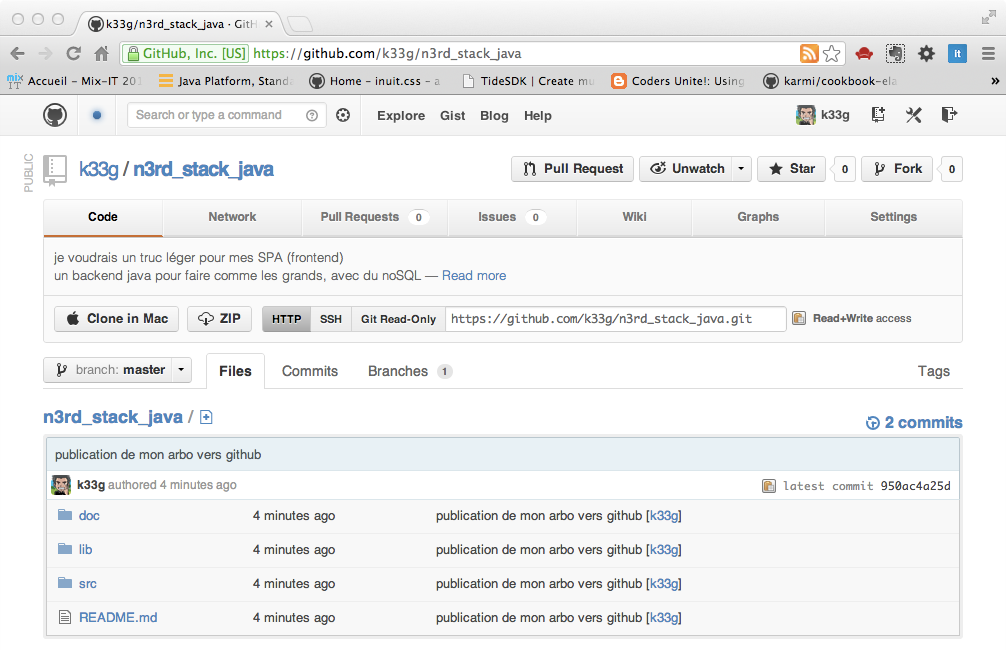 k33g/n3rd_stack_java · GitH
GitHub, Inc. [US] https://github.com/k33g/n3rd_stack_java
mix IT Accueil – Mix-IT 201 Java Platform, Standa Home – inuit.css – a TideSDK | Create mu Coders Unite!: Using karmi/cookbook-ela »
Search or type a command Explore Gist Blog Help k33g
PUBLIC
k33g / n3rd_stack_java Pull Request Unwatch Star 0 Fork 0
Code Network Pull Requests 0 Issues 0 Wiki Graphs Settings
je voudrais un truc léger pour mes SPA (frontend)
un backend java pour faire comme les grands, avec du noSQL — Read more
Clone in Mac ZIP HTTP SSH Git Read-Only https://github.com/k33g/n3rd_stack_java.git Read+Write access
branch: master Files Commits Branches 1 Tags
n3rd_stack_java / 2 commits
publication de mon arbo vers github
k33g authored 4 minutes ago latest commit 950ac4a25d
doc 4 minutes ago publication de mon arbo vers github [k33g]
lib 4 minutes ago publication de mon arbo vers github [k33g]
src 4 minutes ago publication de mon arbo vers github [k33g]
README.md 4 minutes ago publication de mon arbo vers github [k33g]